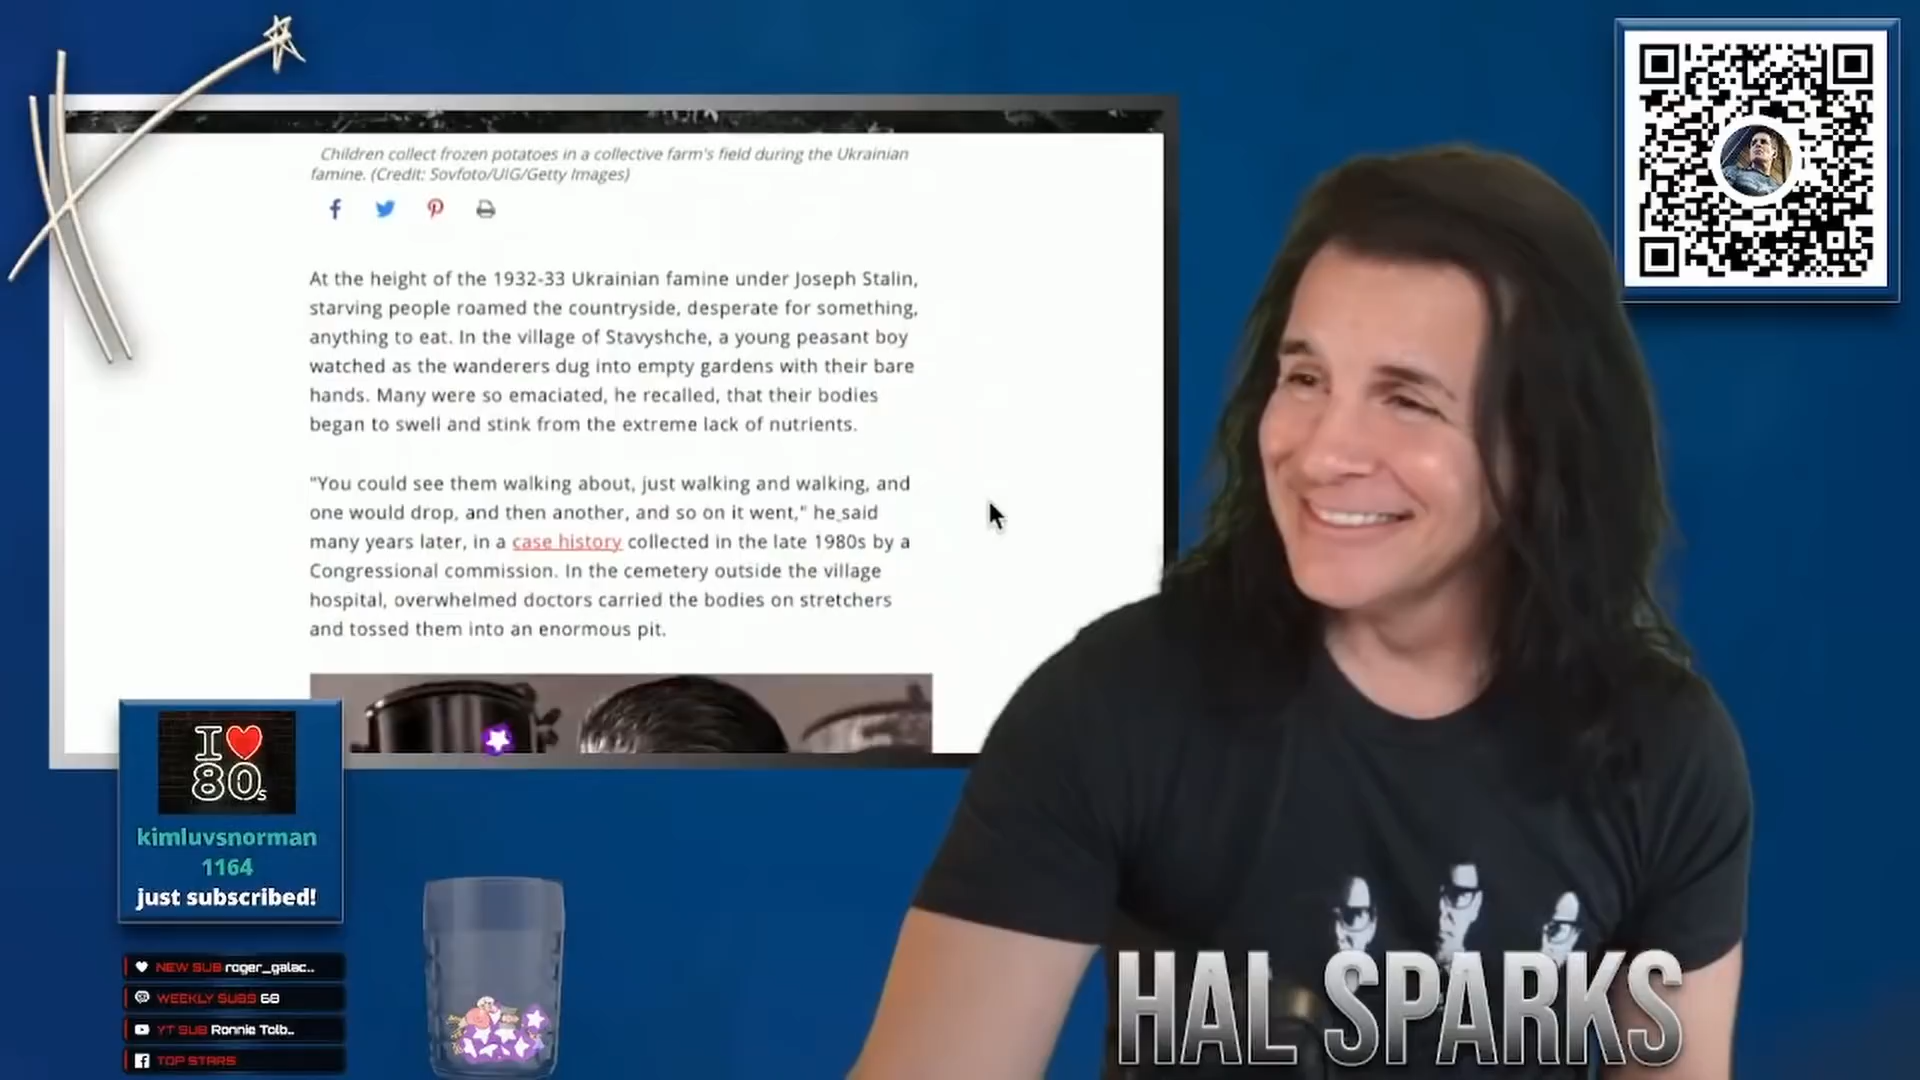 Children collect frozen potatoes in a collective farm's field during the Ukrainian
famine. (Credit: Sovfoto/UIG/Getty Images)
At the height of the 1932-33 Ukrainian famine under Joseph Stalin,
starving people roamed the countryside, desperate for something,
anything to eat. In the village of Stavyshche, a young peasant boy
watched as the wanderers dug into empty gardens with their bare
hands. Many were so emaciated, he recalled, that their bodies
began to swell and stink from the extreme lack of nutrients.
"You could see them walking about, just walking and walking, and
one would drop, and then another, and so on it went," he said
many years later, in a case history collected in the late 1980s by a
Congressional commission. In the cemetery outside the village
hospital, overwhelmed doctors carried the bodies on stretchers
and tossed them into an enormous pit.
I ❤ 
80s
kimluvsnorman
1164
just subscribed!
NEW SUB roger_galac..
WEEKLY SUBS 68
YT SUB Ronnie Tolb..
TOP STARS
HAL SPARKS